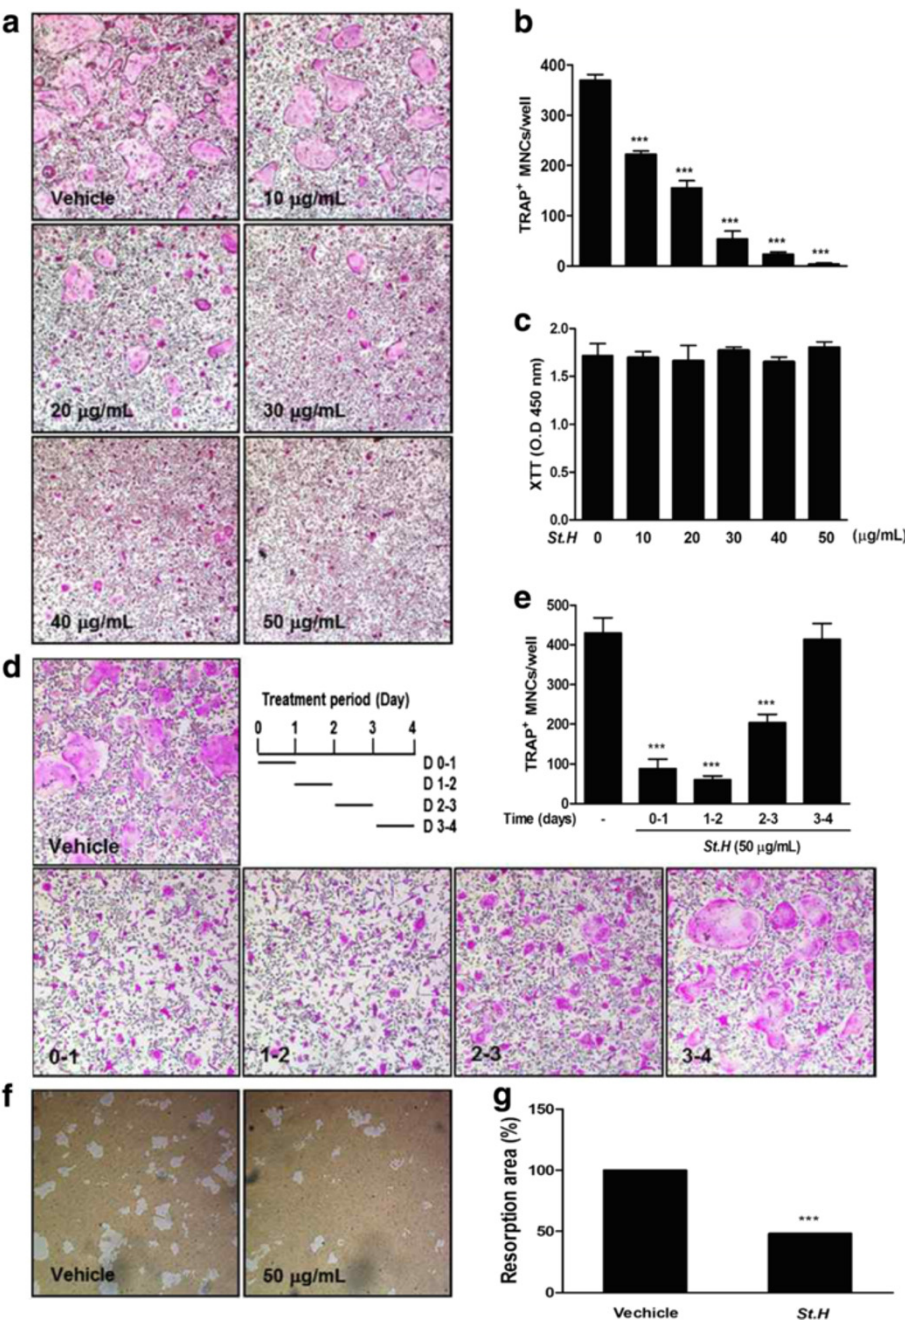 a
Vehicle
10 µg/mL
20 µg/mL
30 µg/mL
40 µg/mL
50 µg/mL
b
TRAP+ MNCs/well
400
300
200
100
0
***
***
***
***
***
c
XTT (O.D 450 nm)
2.0
1.5
1.0
0.5
0.0
St.H 0 10 20 30 40 50 (µg/mL)
d
Vehicle
Treatment period (Day)
0 1 2 3 4
D 0-1
D 1-2
D 2-3
D 3-4
0-1
1-2
2-3
3-4
e
TRAP+ MNCs/well
500
400
300
200
100
0
***
***
***
Time (days) - 0-1 1-2 2-3 3-4
St.H (50 µg/mL)
f
Vehicle
50 µg/mL
g
Resorption area (%)
150
100
50
0
***
Vechicle St.H